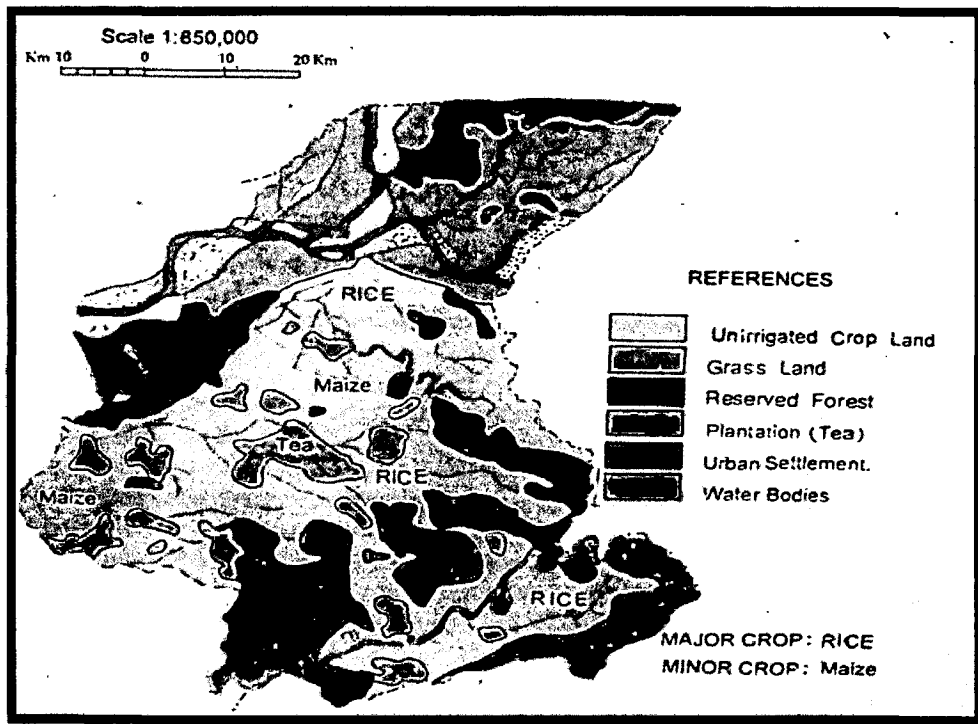 Scale 1:650,000
Km 10 0 10 20 Km
RICE
Maize
Tea
RICE
Maize
RICE
REFERENCES
Unirrigated Crop Land
Grass Land
Reserved Forest
Plantation (Tea)
Urban Settlement.
Water Bodies
MAJOR CROP: RICE
MINOR CROP: Maize